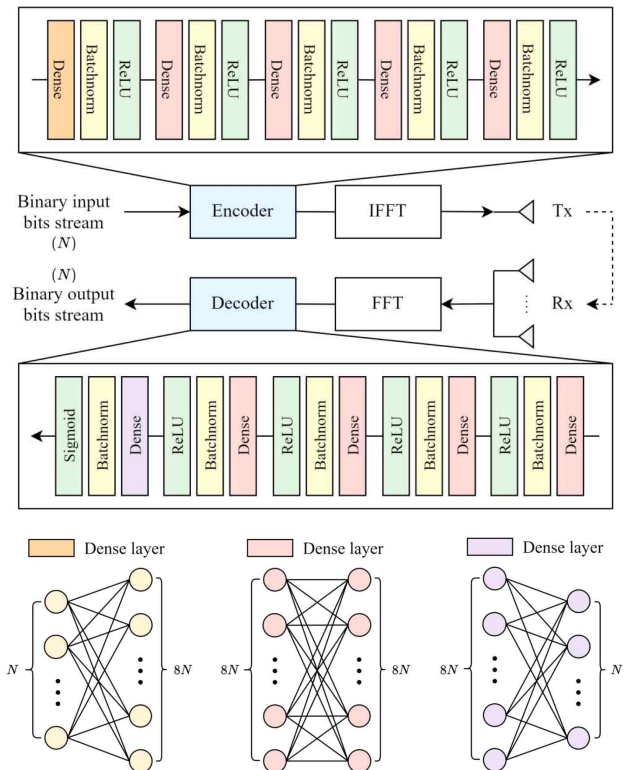 Dense Batchnorm ReLU Dense Batchnorm ReLU Dense Batchnorm ReLU Dense Batchnorm ReLU Dense Batchnorm ReLU
Binary input
bits stream
(N)
Encoder
IFFT
Tx
(N)
Binary output
bits stream
Decoder
FFT
Rx
Sigmoid Batchnorm Dense ReLU Batchnorm Dense ReLU Batchnorm Dense ReLU Batchnorm Dense ReLU Batchnorm Dense
Dense layer
N
8N
Dense layer
8N
8N
Dense layer
8N
N